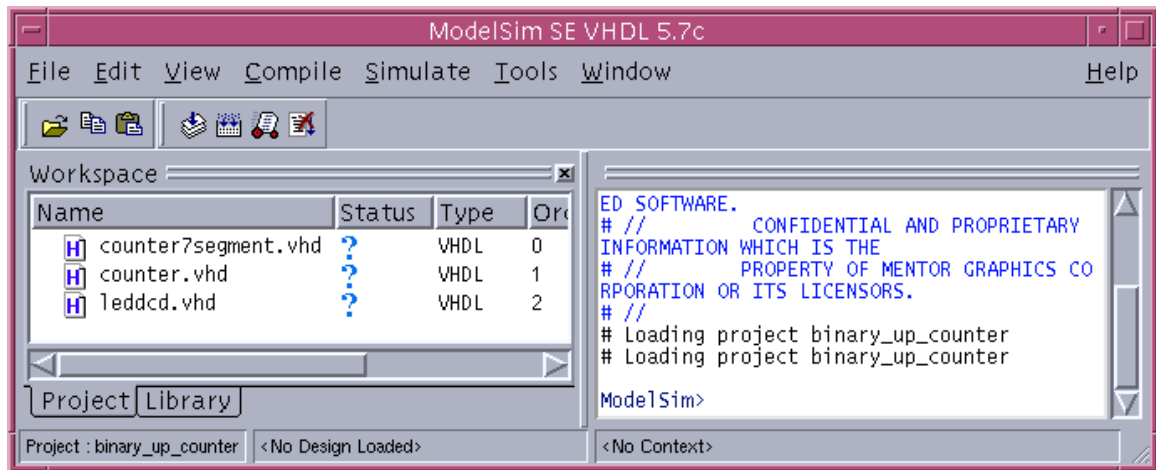 ModelSim SE VHDL 5.7c
File Edit View Compile Simulate Tools Window Help
Workspace
Name Status Type Ord
counter7segment.vhd ? VHDL 0
counter.vhd ? VHDL 1
leddcd.vhd ? VHDL 2
Project Library
ED SOFTWARE.
# // CONFIDENTIAL AND PROPRIETARY
INFORMATION WHICH IS THE
# // PROPERTY OF MENTOR GRAPHICS CO
RPORATION OR ITS LICENSORS.
# //
# Loading project binary_up_counter
# Loading project binary_up_counter
ModelSim>
Project : binary_up_counter <No Design Loaded> <No Context>